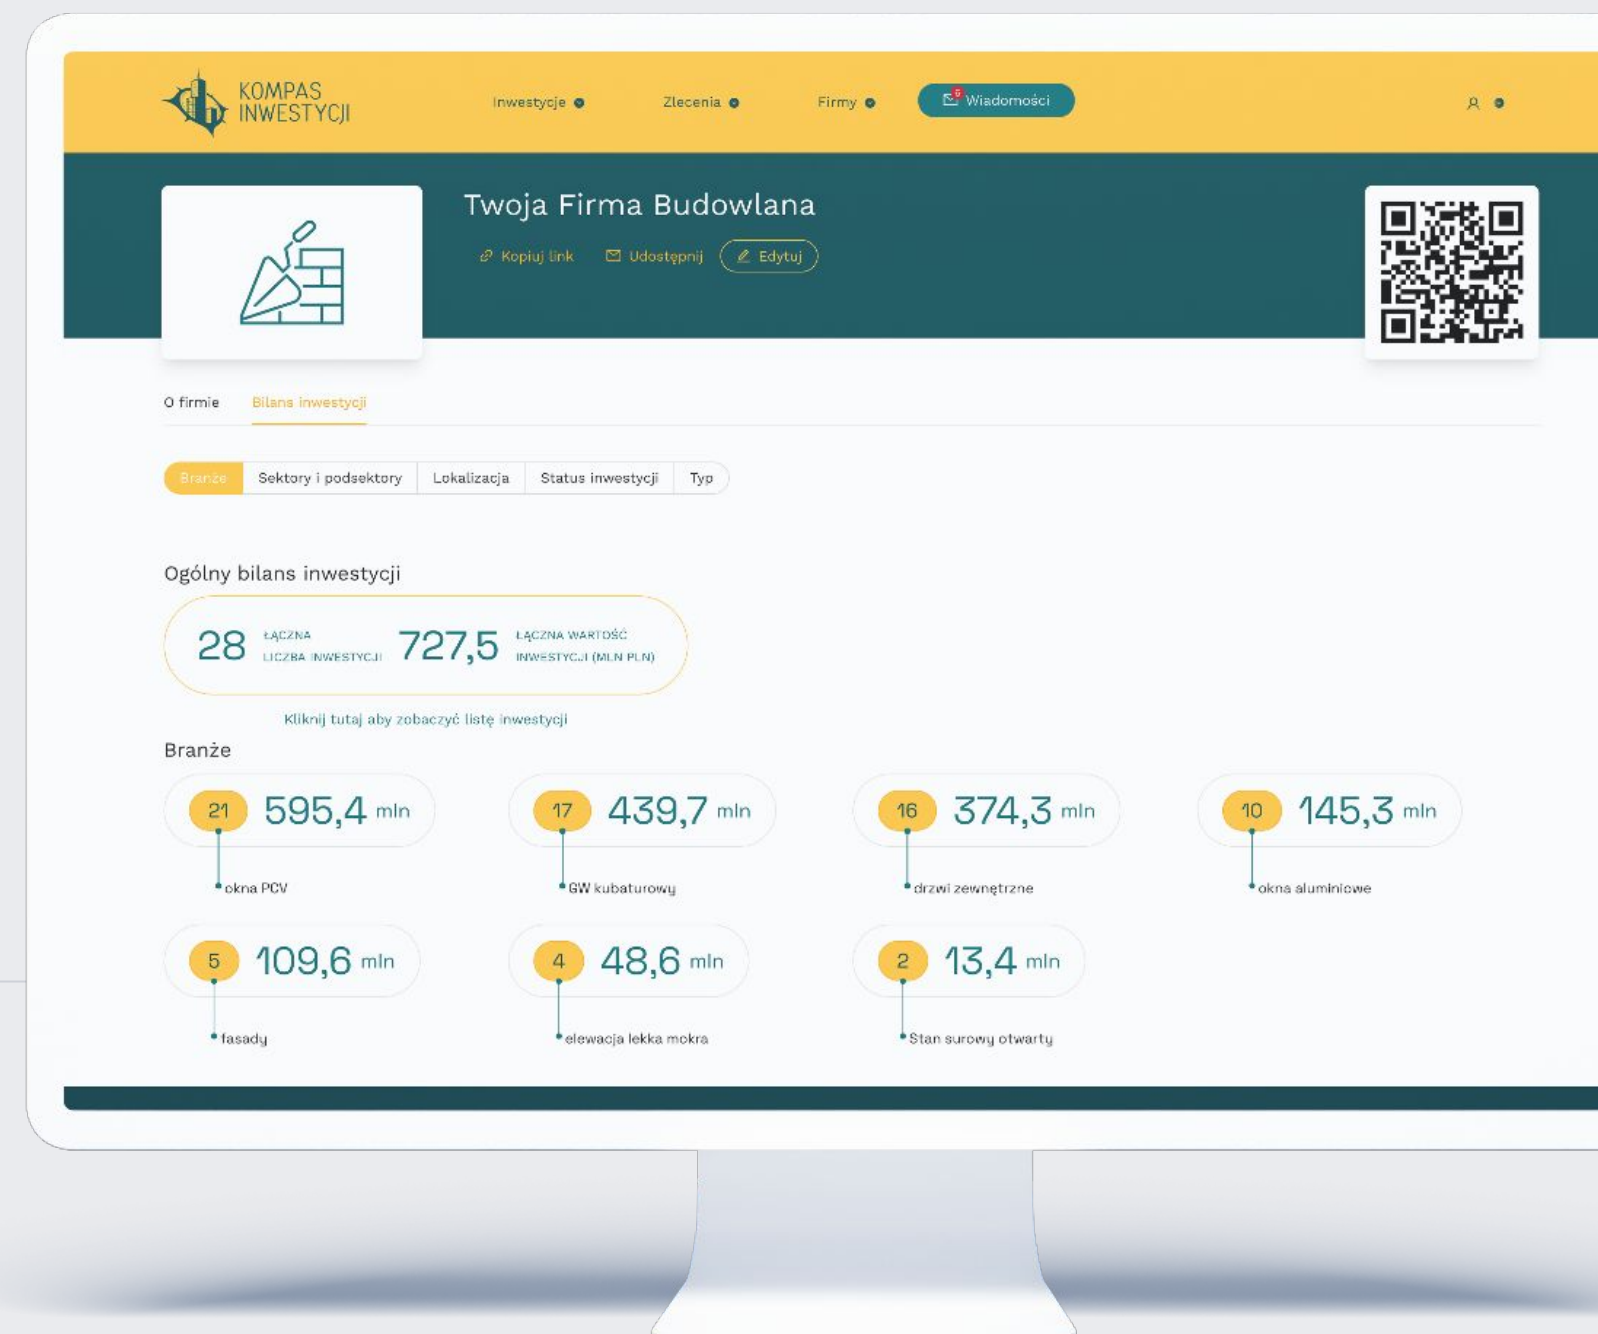 KOMPAS
INWESTYCJI
Inwestycje
Zlecenia
Firmy
6
Wiadomości
Twoja Firma Budowlana
Kopiuj link
Udostępnij
Edytuj
O firmie
Bilans inwestycji
Branże
Sektory i podsektory
Lokalizacja
Status inwestycji
Typ
Ogólny bilans inwestycji
28
ŁĄCZNA
LICZBA INWESTYCJI
727,5
ŁĄCZNA WARTOŚĆ
INWESTYCJI (MLN PLN)
Kliknij tutaj aby zobaczyć listę inwestycji
Branże
21 595,4 mln
okna PCV
17 439,7 mln
GW kubaturowy
16 374,3 mln
drzwi zewnętrzne
10 145,3 mln
okna aluminiowe
5 109,6 mln
fasady
4 48,6 mln
elewacja lekka mokra
2 13,4 mln
Stan surowy otwarty